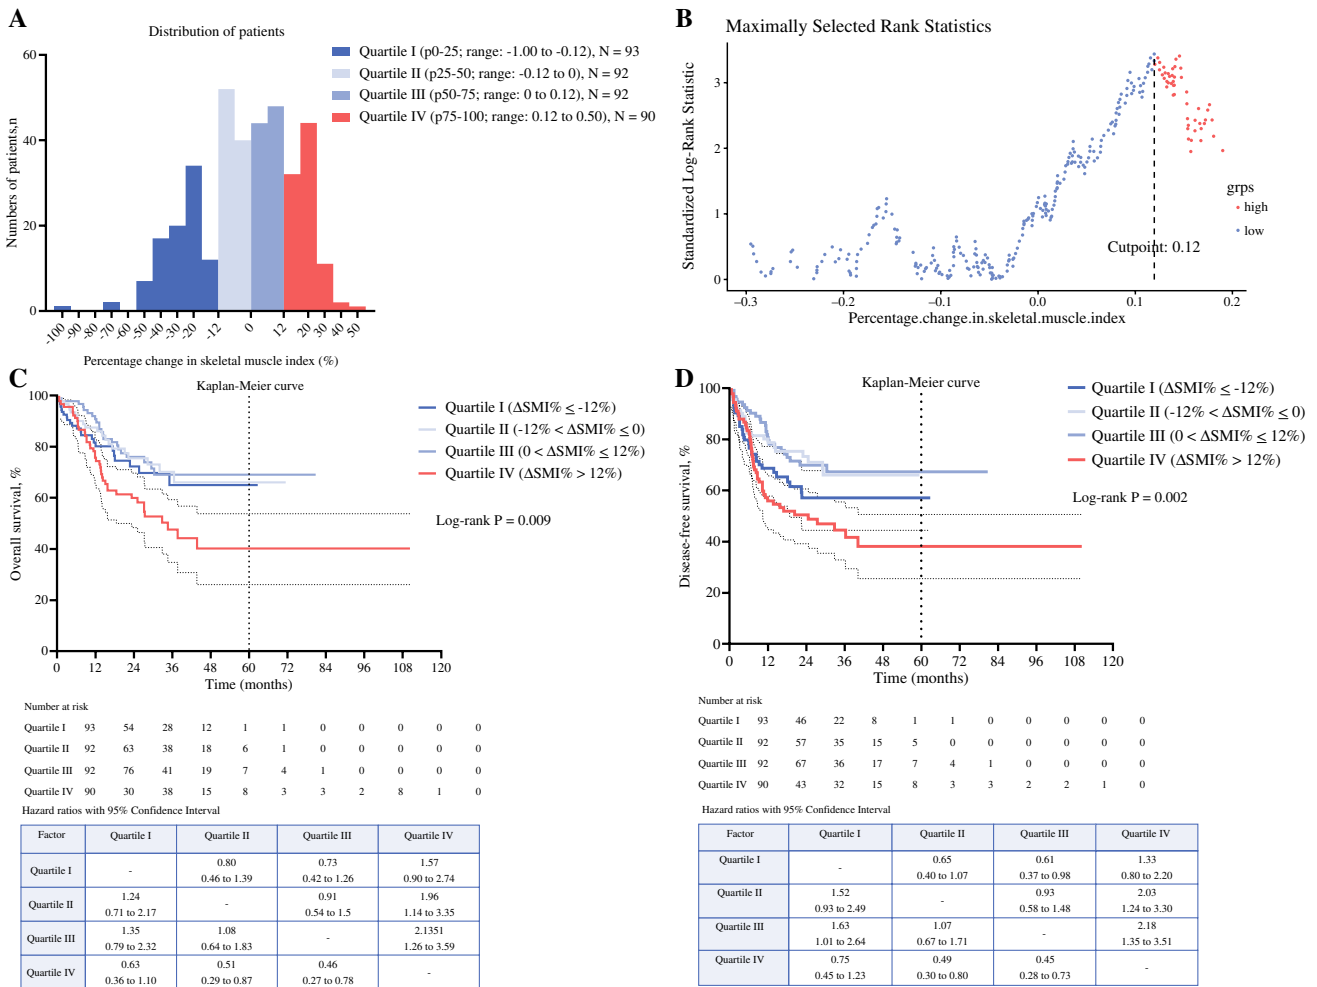 A
Distribution of patients
Numbers of patients,n
60
40
20
0
-100 -90 -80 -70 -60 -50 -40 -30 -20 -12 0 12 20 30 40 50
Percentage change in skeletal muscle index (%)
Quartile I (p0-25; range: -1.00 to -0.12), N = 93
Quartile II (p25-50; range: -0.12 to 0), N = 92
Quartile III (p50-75; range: 0 to 0.12), N = 92
Quartile IV (p75-100; range: 0.12 to 0.50), N = 90
B
Maximally Selected Rank Statistics
Standardized Log-Rank Statistic
3
2
1
0
−0.3 −0.2 −0.1 0.0 0.1 0.2
Percentage.change.in.skeletal.muscle.index
Cutpoint: 0.12
grps
high
low
C
Kaplan-Meier curve
Overall survival, %
100
80
60
40
20
0
0 12 24 36 48 60 72 84 96 108 120
Time (months)
Quartile I (ΔSMI% ≤ -12%)
Quartile II (-12% < ΔSMI% ≤ 0)
Quartile III (0 < ΔSMI% ≤ 12%)
Quartile IV (ΔSMI% > 12%)
Log-rank P = 0.009
Number at risk
Quartile I 93 54 28 12 1 1 0 0 0 0 0
Quartile II 92 63 38 18 6 1 0 0 0 0 0
Quartile III 92 76 41 19 7 4 1 0 0 0 0
Quartile IV 90 30 38 15 8 3 3 2 8 1 0
Hazard ratios with 95% Confidence Interval
Factor Quartile I Quartile II Quartile III Quartile IV
Quartile I - 0.80 0.73 1.57
0.46 to 1.39 0.42 to 1.26 0.90 to 2.74
Quartile II 1.24 - 0.91 1.96
0.71 to 2.17 0.54 to 1.5 1.14 to 3.35
Quartile III 1.35 1.08 - 2.1351
0.79 to 2.32 0.64 to 1.83 1.26 to 3.59
Quartile IV 0.63 0.51 0.46 -
0.36 to 1.10 0.29 to 0.87 0.27 to 0.78
D
Kaplan-Meier curve
Disease-free survival, %
100
80
60
40
20
0
0 12 24 36 48 60 72 84 96 108 120
Time (months)
Quartile I (ΔSMI% ≤ -12%)
Quartile II (-12% < ΔSMI% ≤ 0)
Quartile III (0 < ΔSMI% ≤ 12%)
Quartile IV (ΔSMI% > 12%)
Log-rank P = 0.002
Number at risk
Quartile I 93 46 22 8 1 1 0 0 0 0 0
Quartile II 92 57 35 15 5 0 0 0 0 0 0
Quartile III 92 67 36 17 7 4 1 0 0 0 0
Quartile IV 90 43 32 15 8 3 3 2 2 1 0
Hazard ratios with 95% Confidence Interval
Factor Quartile I Quartile II Quartile III Quartile IV
Quartile I - 0.65 0.61 1.33
0.40 to 1.07 0.37 to 0.98 0.80 to 2.20
Quartile II 1.52 - 0.93 2.03
0.93 to 2.49 0.58 to 1.48 1.24 to 3.30
Quartile III 1.63 1.07 - 2.18
1.01 to 2.64 0.67 to 1.71 1.35 to 3.51
Quartile IV 0.75 0.49 0.45 -
0.45 to 1.23 0.30 to 0.80 0.28 to 0.73